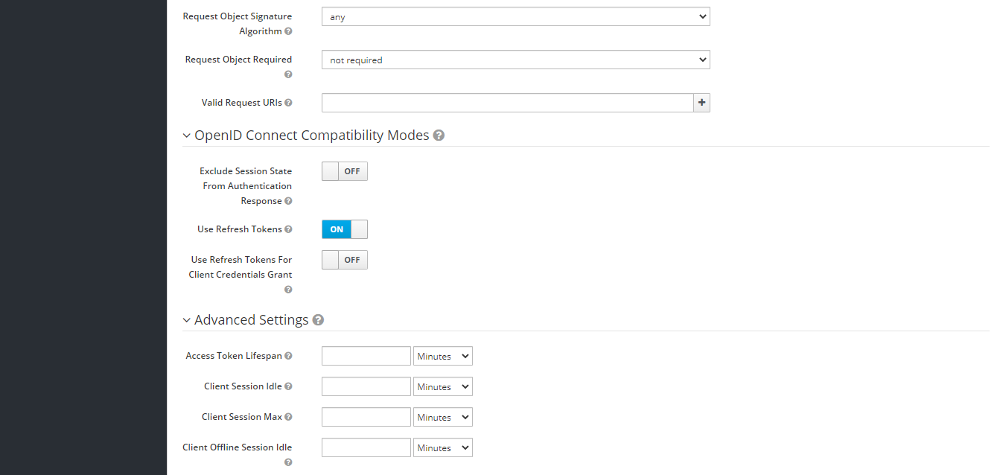 Request Object Signature
Algorithm
any
Request Object Required
not required
Valid Request URIs
OpenID Connect Compatibility Modes
Exclude Session State
From Authentication
Response
OFF
Use Refresh Tokens
ON
Use Refresh Tokens For
Client Credentials Grant
OFF
Advanced Settings
Access Token Lifespan
Minutes
Client Session Idle
Minutes
Client Session Max
Minutes
Client Offline Session Idle
Minutes